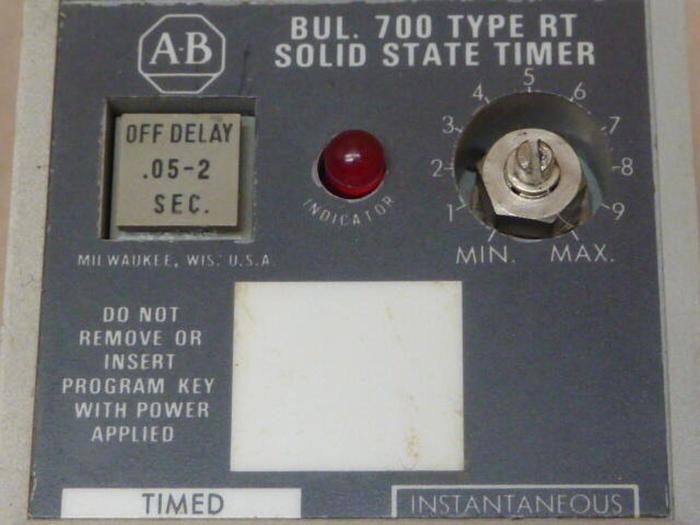 A-B
BUL. 700 TYPE RT
SOLID STATE TIMER
OFF DELAY
.05-2
SEC.
INDICATOR
1
2
3
4
5
6
7
8
9
MIN. MAX.
MILWAUKEE, WIS. U.S.A.
DO NOT
REMOVE OR
INSERT
PROGRAM KEY
WITH POWER
APPLIED
TIMED
INSTANTANEOUS